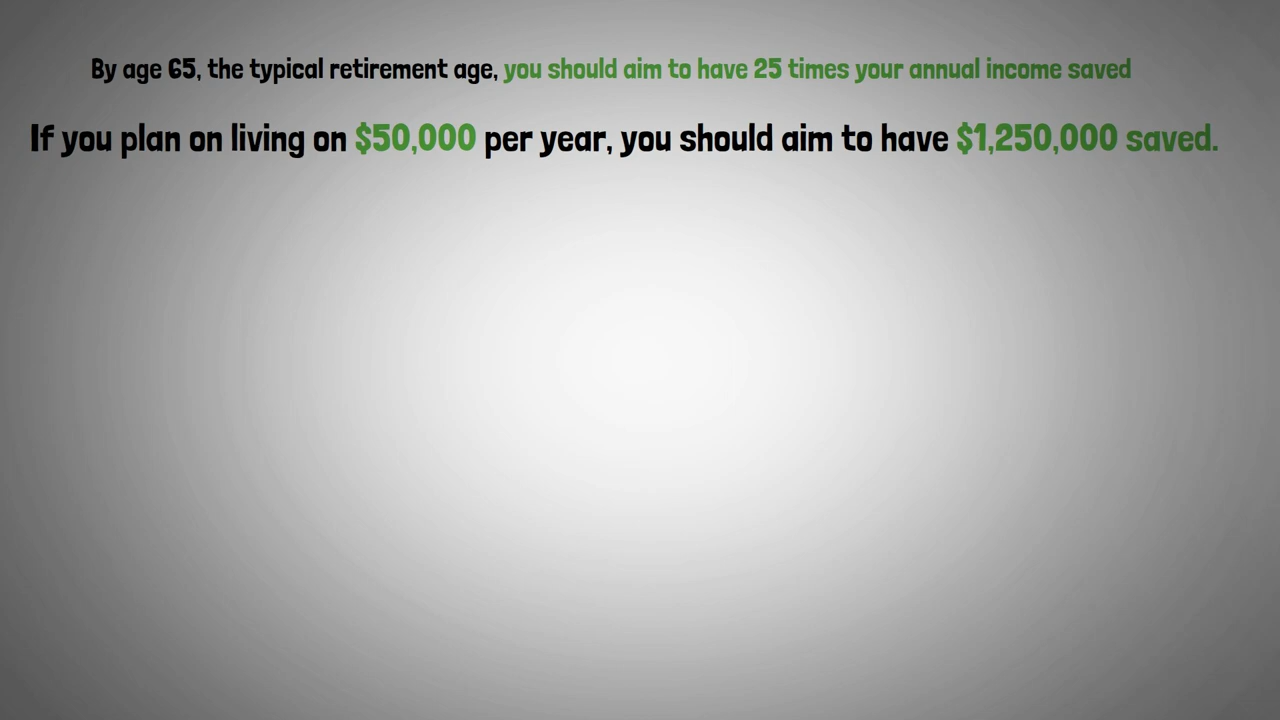 By age 65, the typical retirement age, you should aim to have 25 times your annual income saved
If you plan on living on $50,000 per year, you should aim to have $1,250,000 saved.